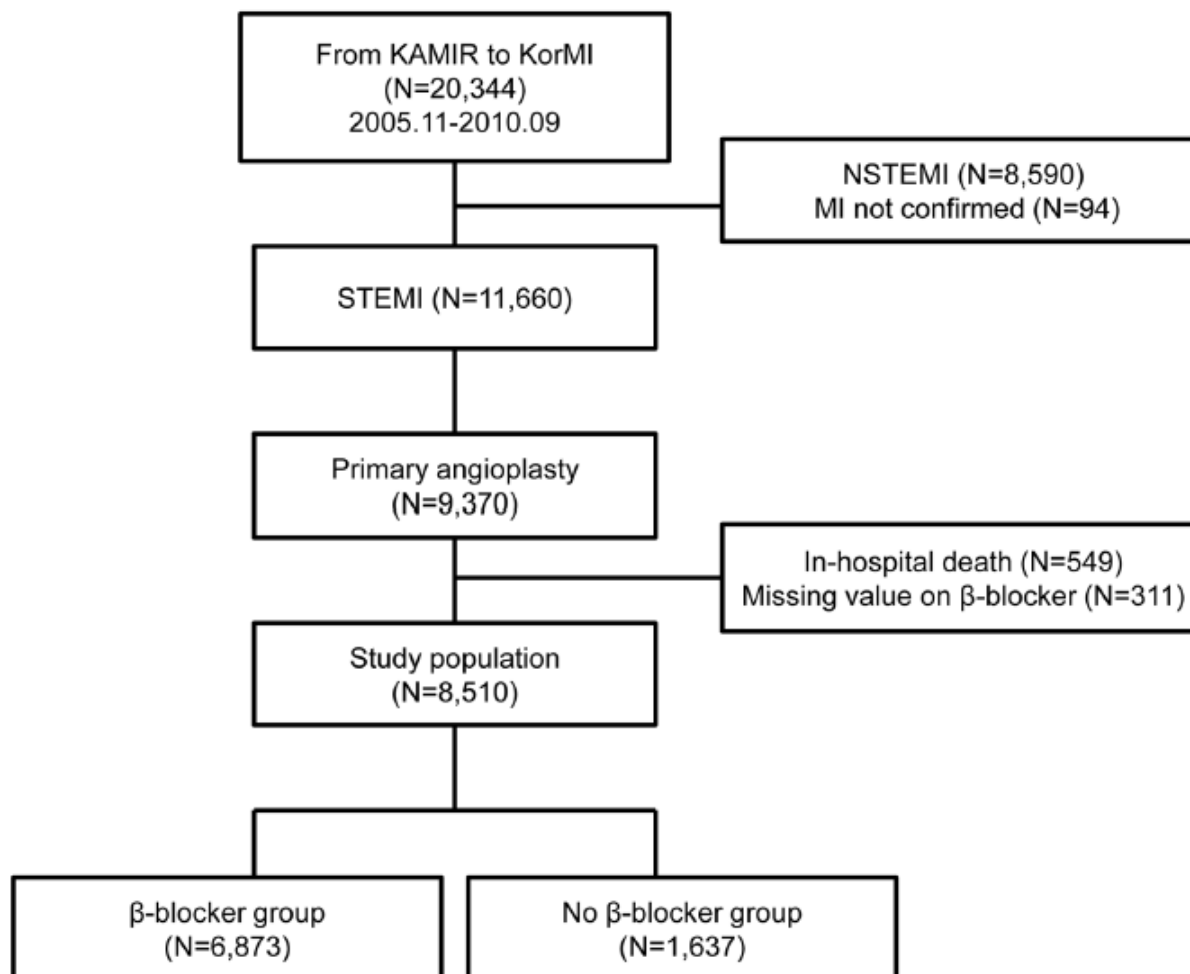 From KAMIR to KorMI
(N=20,344)
2005.11-2010.09
NSTEMI (N=8,590)
MI not confirmed (N=94)
STEMI (N=11,660)
Primary angioplasty
(N=9,370)
In-hospital death (N=549)
Missing value on β-blocker (N=311)
Study population
(N=8,510)
β-blocker group
(N=6,873)
No β-blocker group
(N=1,637)